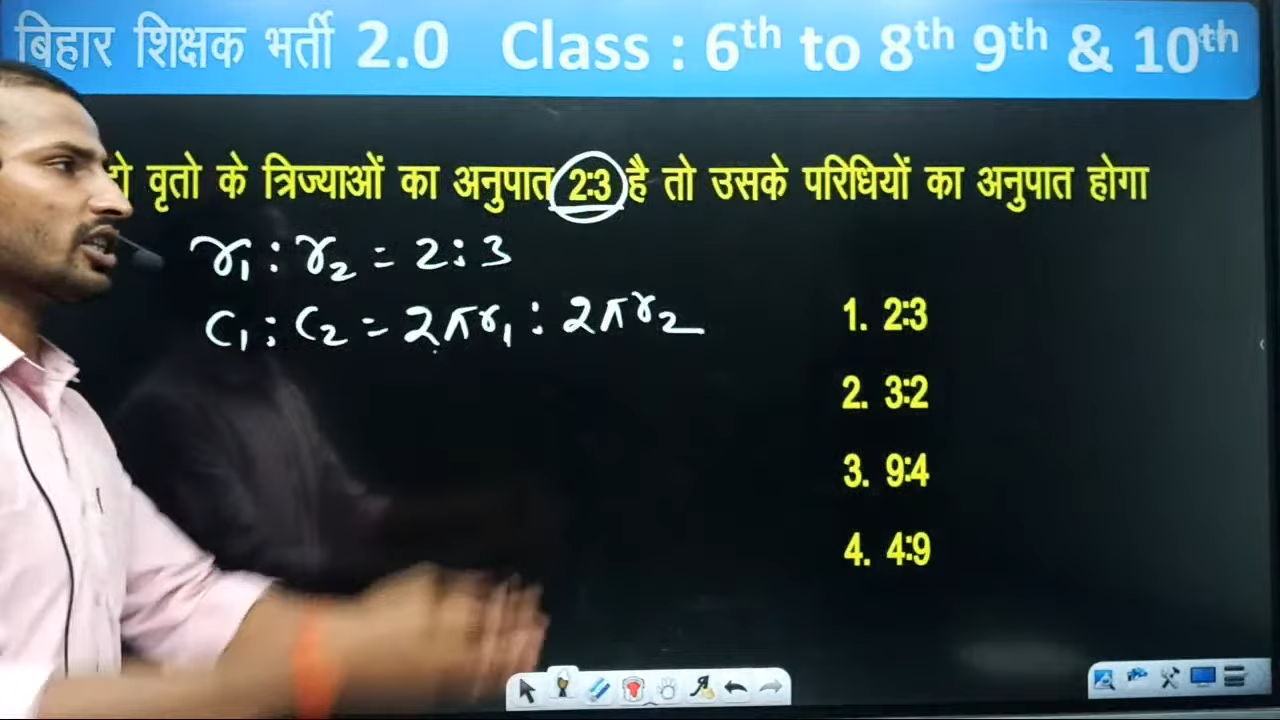 बिहार शिक्षक भर्ती 2.0 Class : 6th to 8th 9th & 10th
वृतो के त्रिज्याओं का अनुपात 2:3 है तो उसके परिधियों का अनुपात होगा
r1 : r2 = 2 : 3
C1 : C2 = 2πr1 : 2πr2
1. 2:3
2. 3:2
3. 9:4
4. 4:9